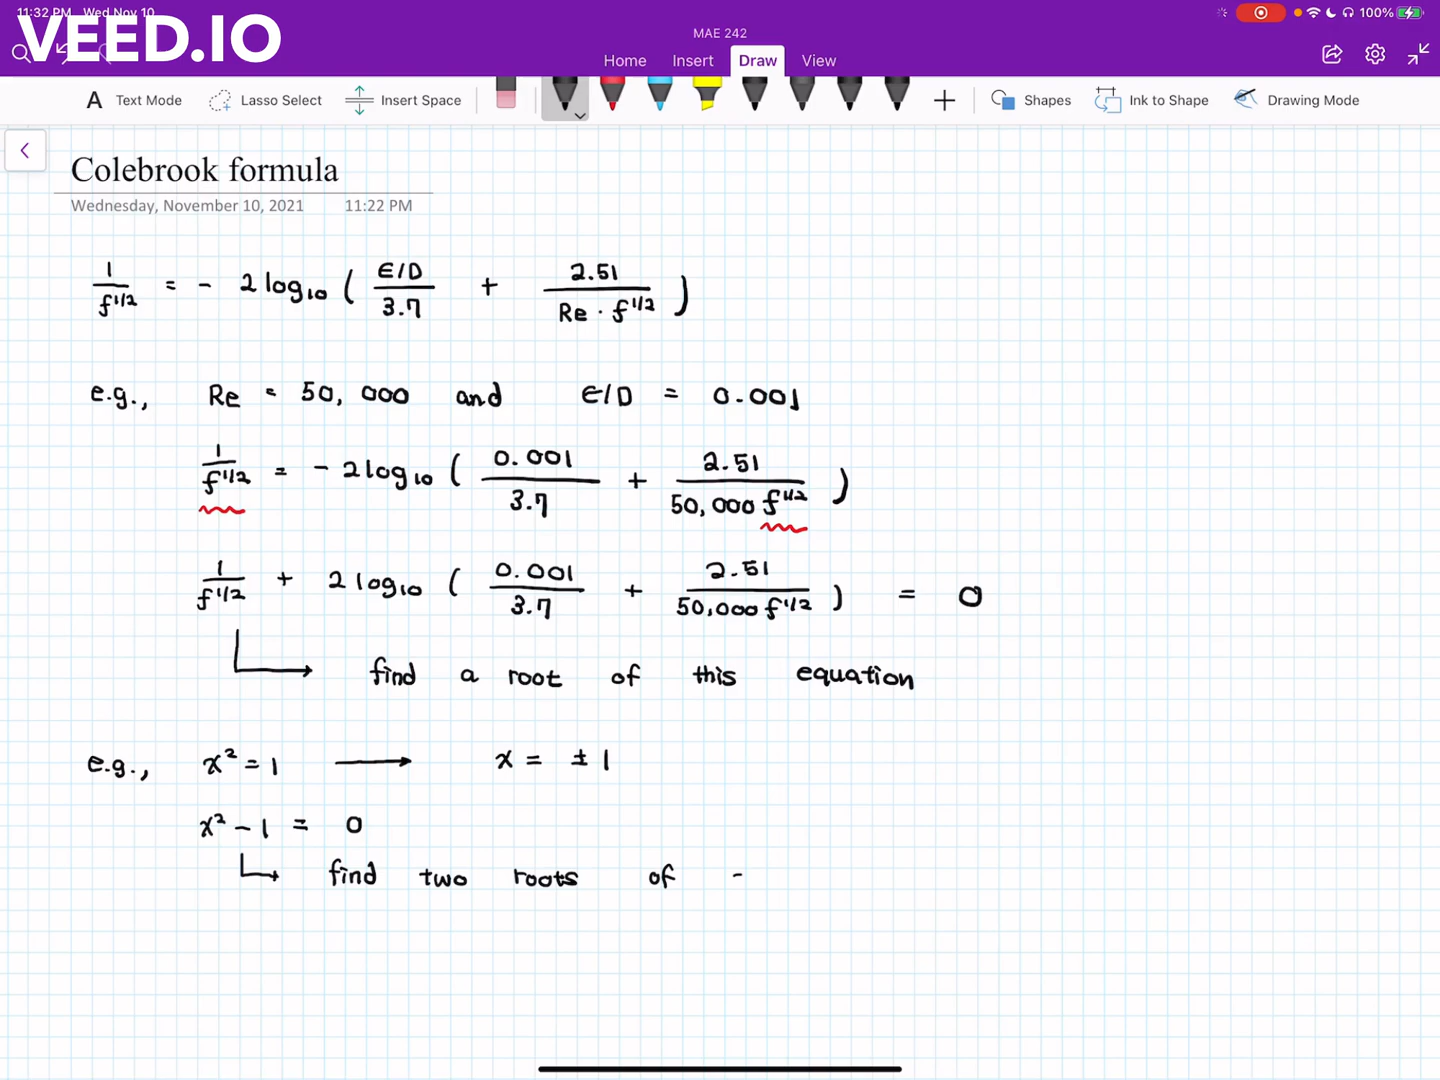 11:32 PM Wed Nov 10
100%
VEED.IO
MAE 242
Home Insert Draw View
Text Mode Lasso Select Insert Space Shapes Ink to Shape Drawing Mode
Colebrook formula
Wednesday, November 10, 2021 11:22 PM
1/f^1/2 = - 2 log10 ( (ϵ/D)/3.7 + 2.51/(Re · f^1/2) )
e.g., Re = 50,000 and ϵ/D = 0.001
1/f^1/2 = - 2 log10 ( 0.001/3.7 + 2.51/(50,000 f^1/2) )
1/f^1/2 + 2 log10 ( 0.001/3.7 + 2.51/(50,000 f^1/2) ) = 0
find a root of this equation
e.g., x² = 1 → x = ± 1
x² - 1 = 0
find two roots of -